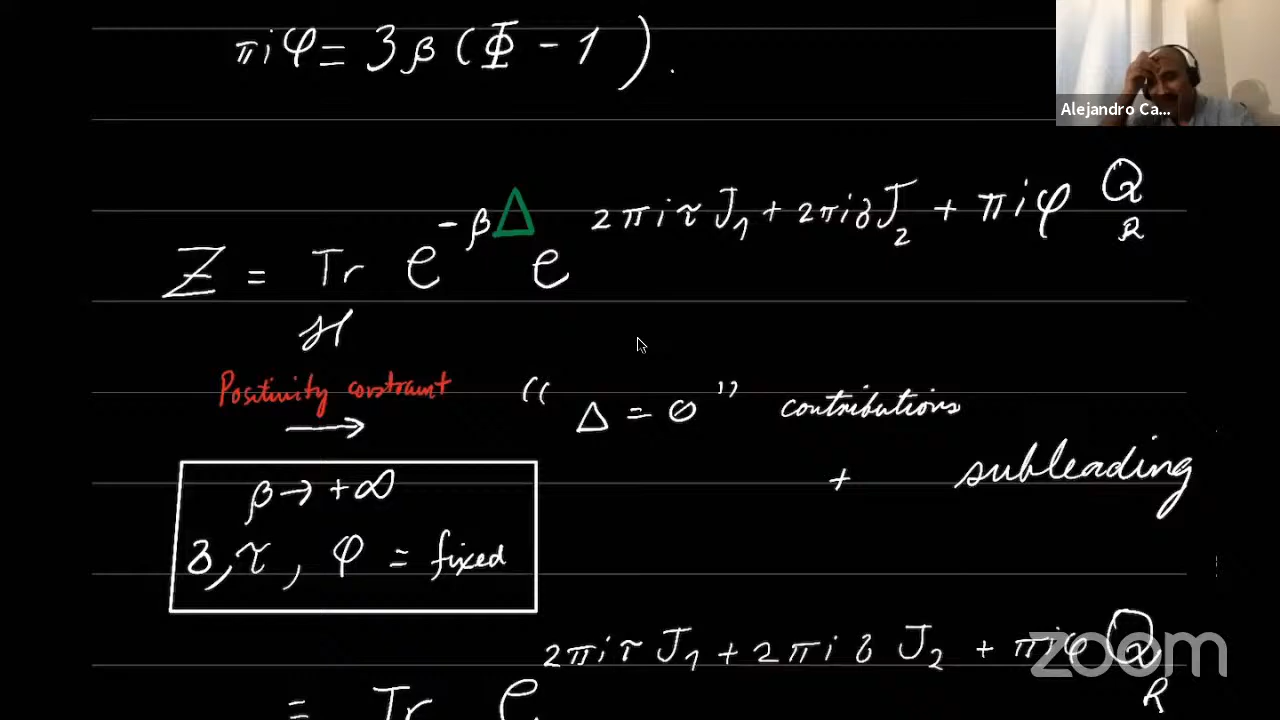 πiφ = 3β(Φ - 1).
Alejandro Ca...
Z = Tr_H e^{-βΔ} e^{2πiτJ_1 + 2πiσJ_2 + πiφQ_R}
Positivity constraint → " Δ = 0 " contributions
+ subleading
β → +∞
σ, τ, φ = fixed
= Tr e^{2πiτJ_1 + 2πiσJ_2 + πiφQ_R}
zoom